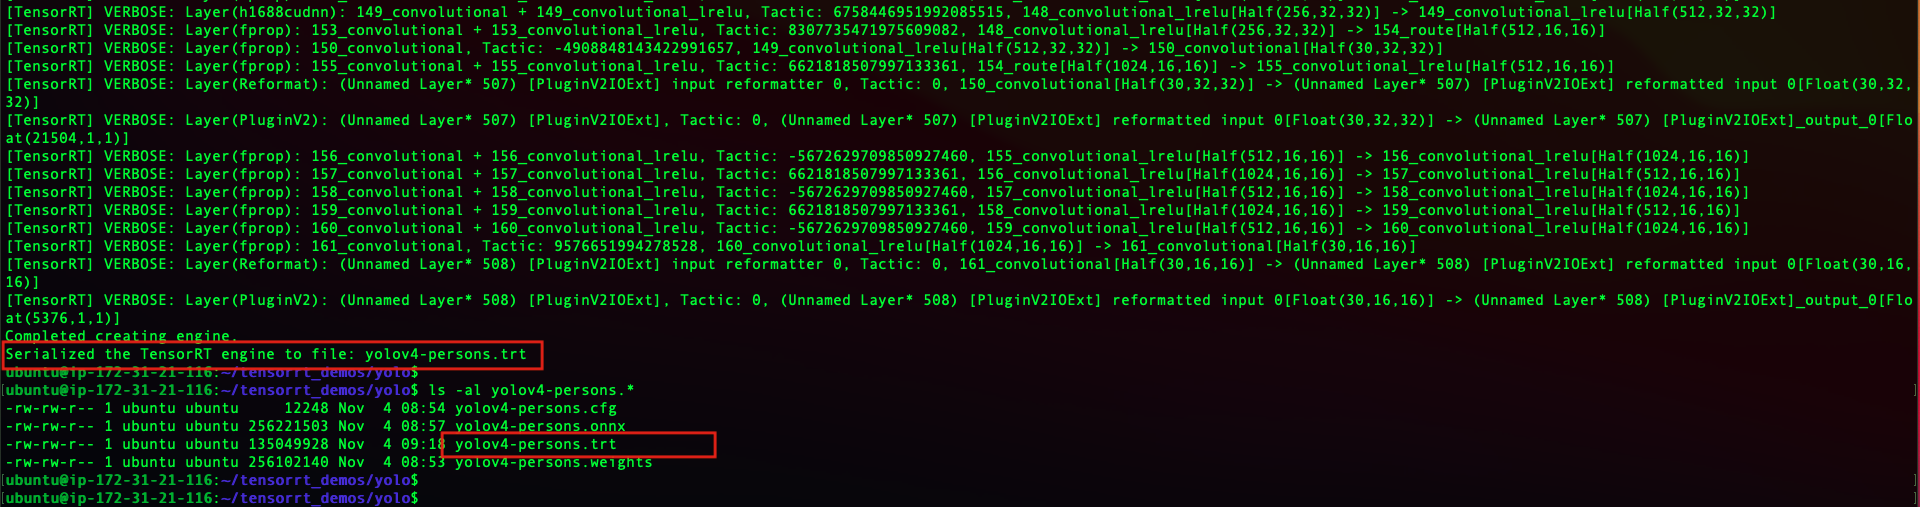 [TensorRT] VERBOSE: Layer(h1688cudnn): 149_convolutional + 149_convolutional_lrelu, Tactic: 6758446951992085515, 148_convolutional_lrelu[Half(256,32,32)] -> 149_convolutional_lrelu[Half(512,32,32)]
[TensorRT] VERBOSE: Layer(fprop): 153_convolutional + 153_convolutional_lrelu, Tactic: 8307735471975609082, 148_convolutional_lrelu[Half(256,32,32)] -> 154_route[Half(512,16,16)]
[TensorRT] VERBOSE: Layer(fprop): 150_convolutional, Tactic: -4908848143422991657, 149_convolutional_lrelu[Half(512,32,32)] -> 150_convolutional[Half(30,32,32)]
[TensorRT] VERBOSE: Layer(fprop): 155_convolutional + 155_convolutional_lrelu, Tactic: 6621818507997133361, 154_route[Half(1024,16,16)] -> 155_convolutional_lrelu[Half(512,16,16)]
[TensorRT] VERBOSE: Layer(Reformat): (Unnamed Layer* 507) [PluginV2IOExt] input reformatter 0, Tactic: 0, 150_convolutional[Half(30,32,32)] -> (Unnamed Layer* 507) [PluginV2IOExt] reformatted input 0[Float(30,32,
32)]
[TensorRT] VERBOSE: Layer(PluginV2): (Unnamed Layer* 507) [PluginV2IOExt], Tactic: 0, (Unnamed Layer* 507) [PluginV2IOExt] reformatted input 0[Float(30,32,32)] -> (Unnamed Layer* 507) [PluginV2IOExt]_output_0[Flo
at(21504,1,1)]
[TensorRT] VERBOSE: Layer(fprop): 156_convolutional + 156_convolutional_lrelu, Tactic: -5672629709850927460, 155_convolutional_lrelu[Half(512,16,16)] -> 156_convolutional_lrelu[Half(1024,16,16)]
[TensorRT] VERBOSE: Layer(fprop): 157_convolutional + 157_convolutional_lrelu, Tactic: 6621818507997133361, 156_convolutional_lrelu[Half(1024,16,16)] -> 157_convolutional_lrelu[Half(512,16,16)]
[TensorRT] VERBOSE: Layer(fprop): 158_convolutional + 158_convolutional_lrelu, Tactic: -5672629709850927460, 157_convolutional_lrelu[Half(512,16,16)] -> 158_convolutional_lrelu[Half(1024,16,16)]
[TensorRT] VERBOSE: Layer(fprop): 159_convolutional + 159_convolutional_lrelu, Tactic: 6621818507997133361, 158_convolutional_lrelu[Half(1024,16,16)] -> 159_convolutional_lrelu[Half(512,16,16)]
[TensorRT] VERBOSE: Layer(fprop): 160_convolutional + 160_convolutional_lrelu, Tactic: -5672629709850927460, 159_convolutional_lrelu[Half(512,16,16)] -> 160_convolutional_lrelu[Half(1024,16,16)]
[TensorRT] VERBOSE: Layer(fprop): 161_convolutional, Tactic: 9576651994278528, 160_convolutional_lrelu[Half(1024,16,16)] -> 161_convolutional[Half(30,16,16)]
[TensorRT] VERBOSE: Layer(Reformat): (Unnamed Layer* 508) [PluginV2IOExt] input reformatter 0, Tactic: 0, 161_convolutional[Half(30,16,16)] -> (Unnamed Layer* 508) [PluginV2IOExt] reformatted input 0[Float(30,16,
16)]
[TensorRT] VERBOSE: Layer(PluginV2): (Unnamed Layer* 508) [PluginV2IOExt], Tactic: 0, (Unnamed Layer* 508) [PluginV2IOExt] reformatted input 0[Float(30,16,16)] -> (Unnamed Layer* 508) [PluginV2IOExt]_output_0[Flo
at(5376,1,1)]
Completed creating engine.
Serialized the TensorRT engine to file: yolov4-persons.trt
ubuntu@ip-172-31-21-116:~/tensorrt_demos/yolo$
[ubuntu@ip-172-31-21-116:~/tensorrt_demos/yolo$ ls -al yolov4-persons.* ]
-rw-rw-r-- 1 ubuntu ubuntu     12248 Nov  4 08:54 yolov4-persons.cfg
-rw-rw-r-- 1 ubuntu ubuntu 256221503 Nov  4 08:57 yolov4-persons.onnx
-rw-rw-r-- 1 ubuntu ubuntu 135049928 Nov  4 09:18 yolov4-persons.trt
-rw-rw-r-- 1 ubuntu ubuntu 256102140 Nov  4 08:53 yolov4-persons.weights
[ubuntu@ip-172-31-21-116:~/tensorrt_demos/yolo$ ]
[ubuntu@ip-172-31-21-116:~/tensorrt_demos/yolo$ ]